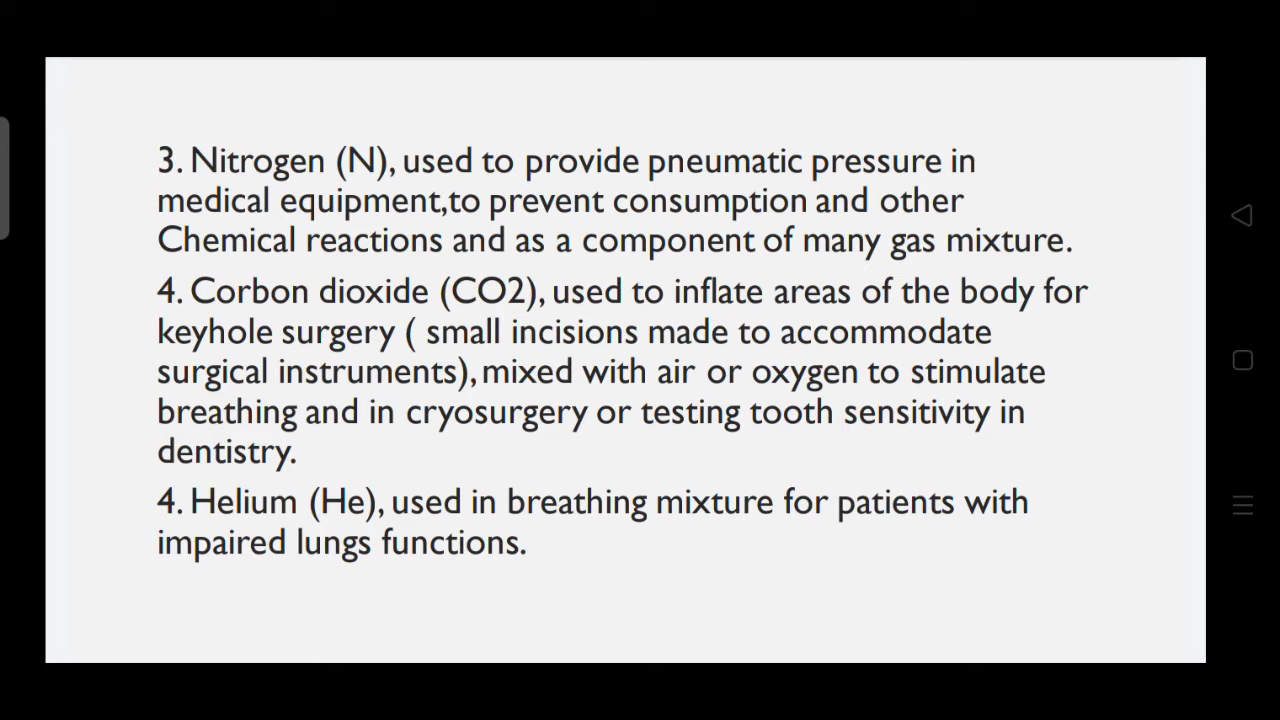 3. Nitrogen (N), used to provide pneumatic pressure in
medical equipment,to prevent consumption and other
Chemical reactions and as a component of many gas mixture.
4. Corbon dioxide (CO2), used to inflate areas of the body for
keyhole surgery ( small incisions made to accommodate
surgical instruments), mixed with air or oxygen to stimulate
breathing and in cryosurgery or testing tooth sensitivity in
dentistry.
4. Helium (He), used in breathing mixture for patients with
impaired lungs functions.